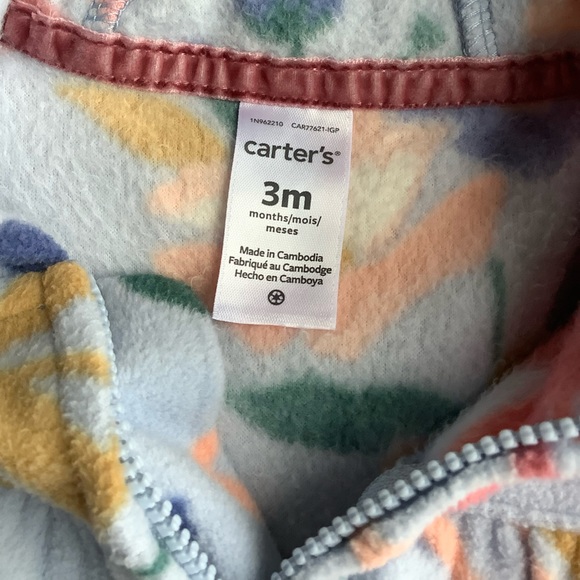 1N962210 CAR77621-IGP
carter's®
3m
months/mois/
meses
Made in Cambodia
Fabriqué au Cambodge
Hecho en Camboya